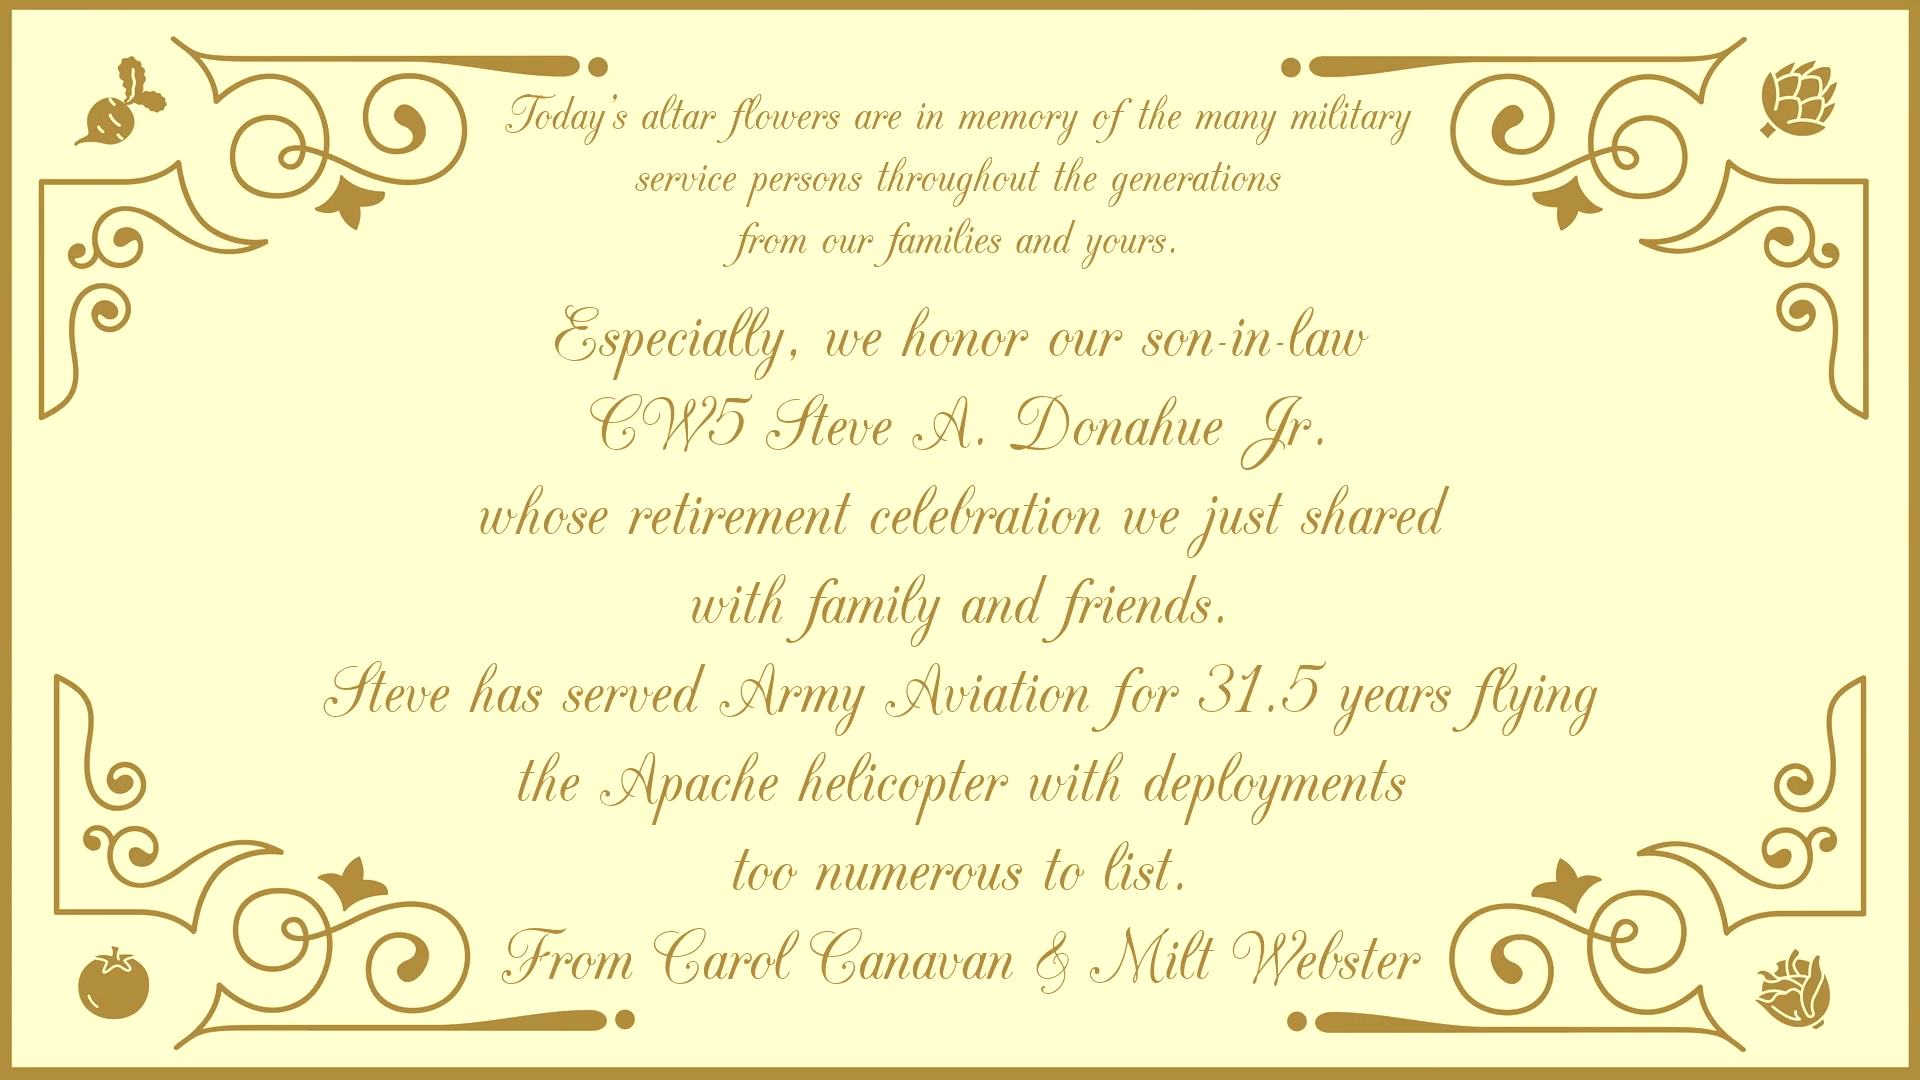 Today's altar flowers are in memory of the many military
service persons throughout the generations
from our families and yours.
Especially, we honor our son-in-law
CW5 Steve A. Donahue Jr.
whose retirement celebration we just shared
with family and friends.
Steve has served Army Aviation for 31.5 years flying
the Apache helicopter with deployments
too numerous to list.
From Carol Canavan & Milt Webster